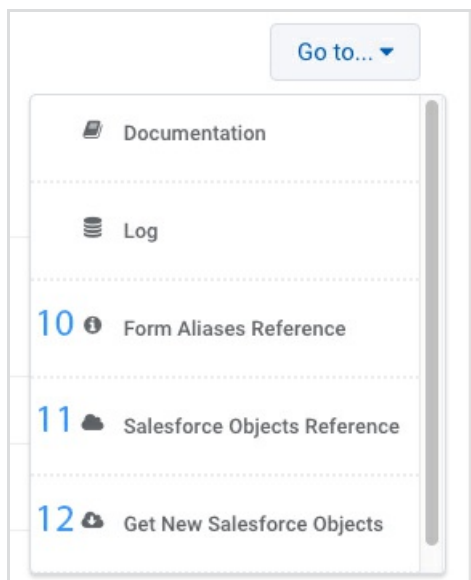 Go to...
Documentation
Log
10 Form Aliases Reference
11 Salesforce Objects Reference
12 Get New Salesforce Objects